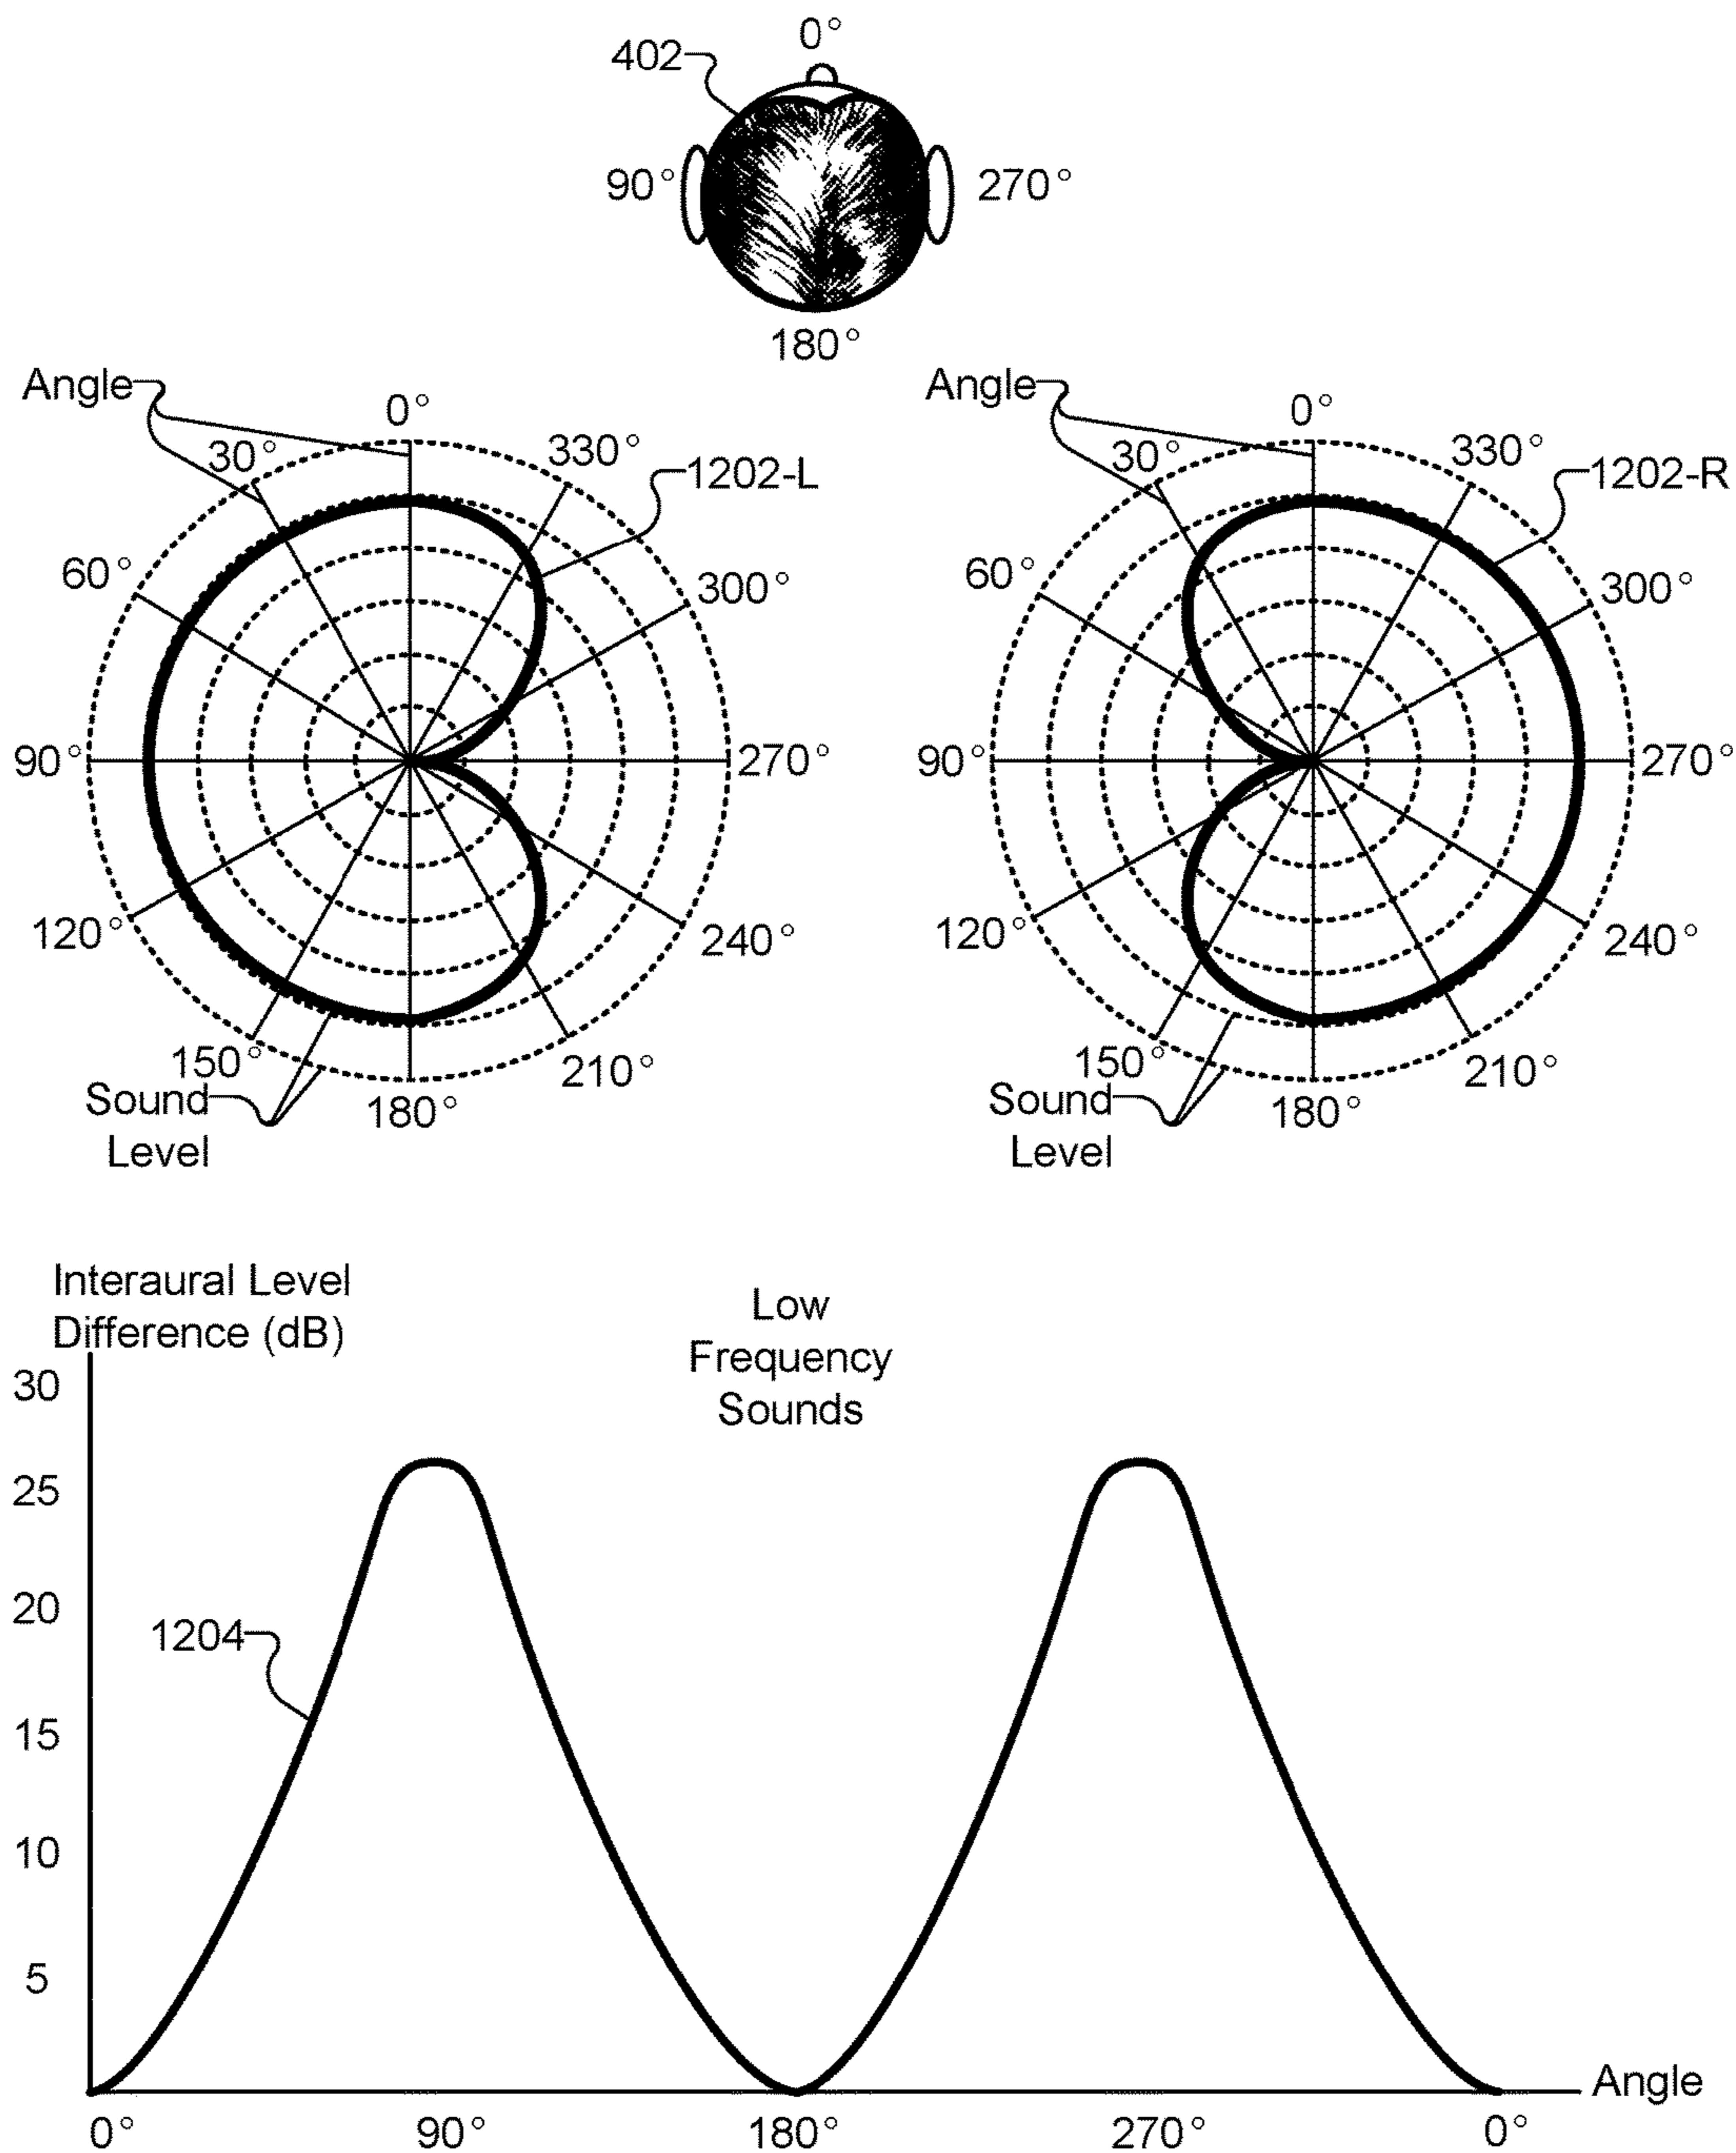 0°
402
90°
270°
180°
Angle
0°
30°
330°
1202-L
60°
300°
90°
270°
120°
240°
150°
210°
Sound
Level
180°
Angle
0°
30°
330°
1202-R
60°
300°
90°
270°
120°
240°
150°
210°
Sound
Level
180°
Interaural Level
Difference (dB)
Low
Frequency
Sounds
30
25
20
1204
15
10
5
Angle
0°
90°
180°
270°
0°